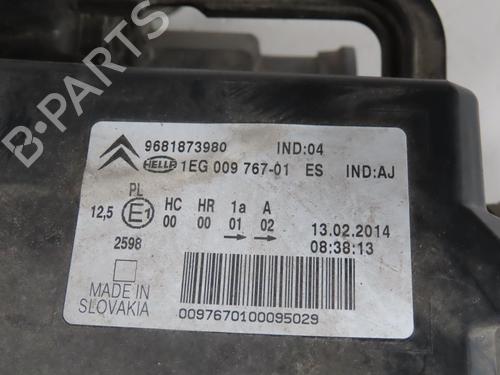 B-PARTS
9681873980 IND:04
HELLA 1EG 009 767-01 ES IND:AJ
PL HC HR 1a A
12,5 E1 00 00 01 02 13.02.2014
2598 08:38:13
MADE IN
SLOVAKIA
0097670100095029